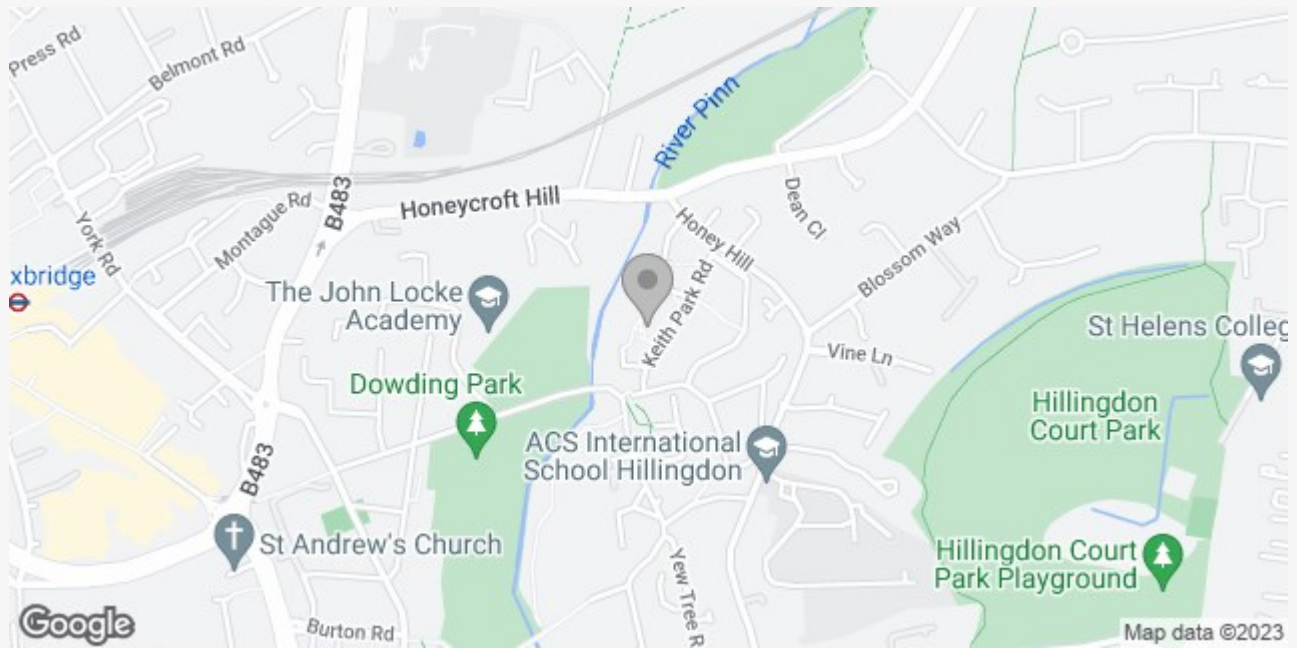 Press Rd
Belmont Rd
River Pinn
B483
Honeycroft Hill
Montague Rd
York Rd
Dean Cl
Honey Hill
Blossom Way
xbridge
The John Locke
Academy
Keith Park Rd
St Helens Colleg
Vine Ln
Dowding Park
Hillingdon
Court Park
ACS International
School Hillingdon
B483
St Andrew's Church
Hillingdon Court
Park Playground
Yew Tree R
Burton Rd
Google
Map data ©2023